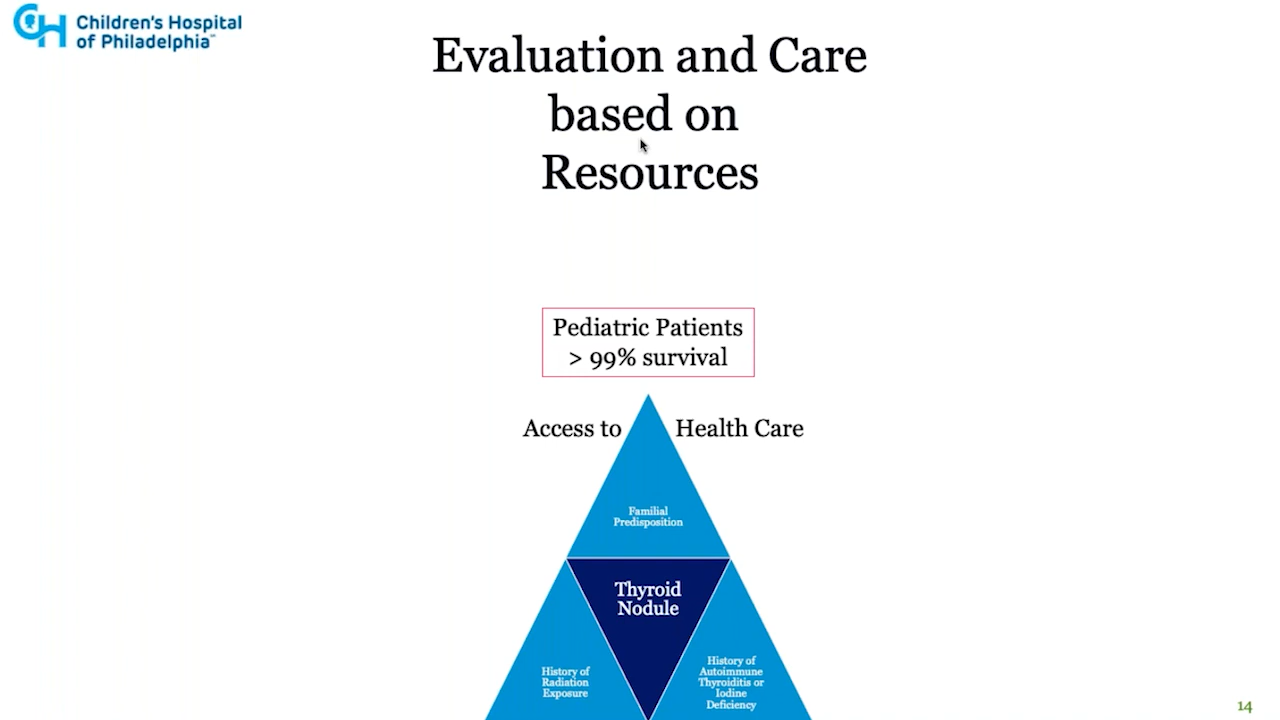 Children's Hospital
of Philadelphia℠
Evaluation and Care
based on
Resources
Pediatric Patients
> 99% survival
Access to Health Care
Familial
Predisposition
Thyroid
Nodule
History of
Radiation
Exposure
History of
Autoimmune
Thyroiditis or
Iodine
Deficiency
14